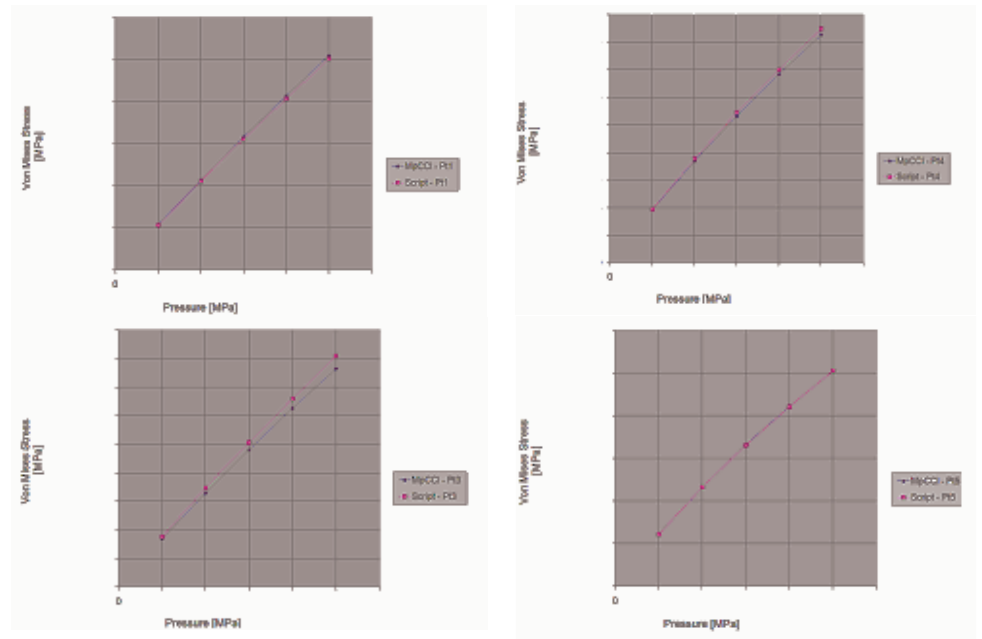 Von Mises Stress
[MPa]
0
Pressure [MPa]
MpCCI - Pt1
Script - Pt1
Von Mises Stress
[MPa]
0
Pressure [MPa]
MpCCI - Pt4
Script - Pt4
Von Mises Stress
[MPa]
0
Pressure [MPa]
MpCCI - Pt3
Script - Pt3
Von Mises Stress
[MPa]
0
Pressure [MPa]
MpCCI - Pt5
Script - Pt5